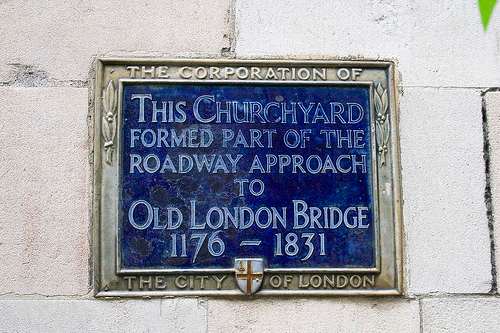 THE CORPORATION OF
THIS CHURCHYARD
FORMED PART OF THE
ROADWAY APPROACH
TO
OLD LONDON BRIDGE
1176 – 1831
THE CITY OF LONDON